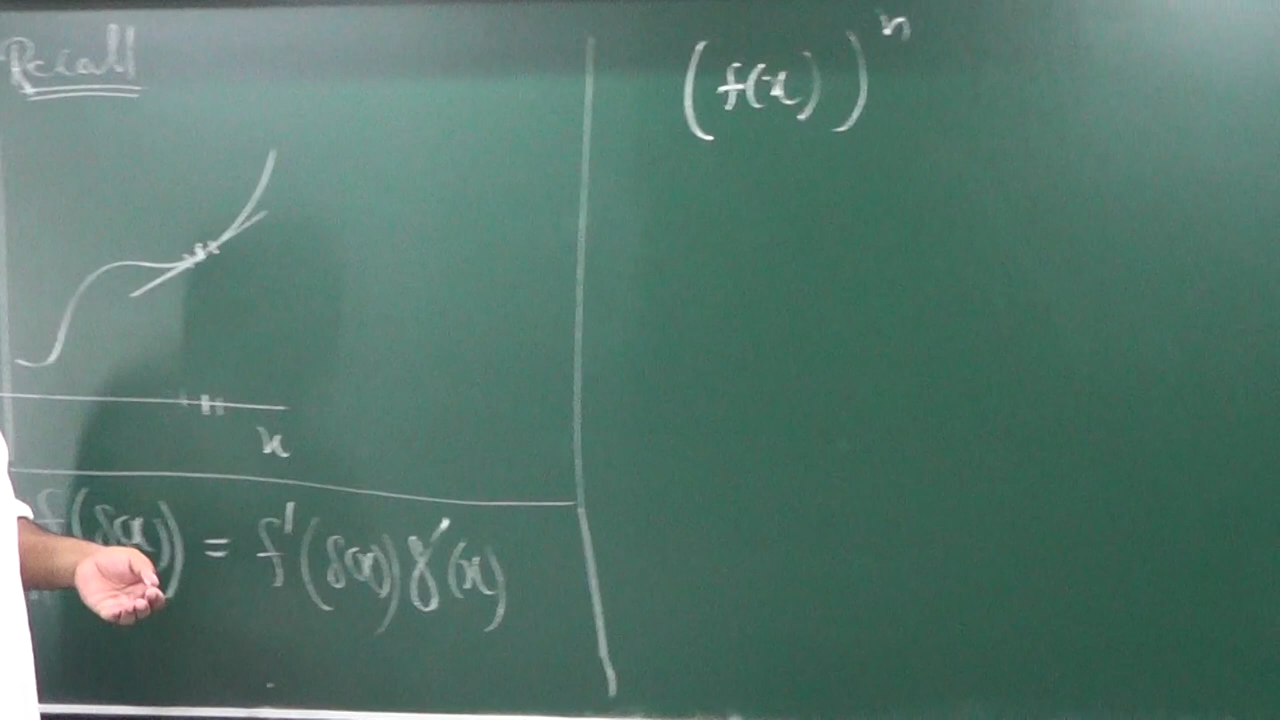 Recall
x
f(g(x)) = f'(g(x)) g'(x)
(f(x))^n